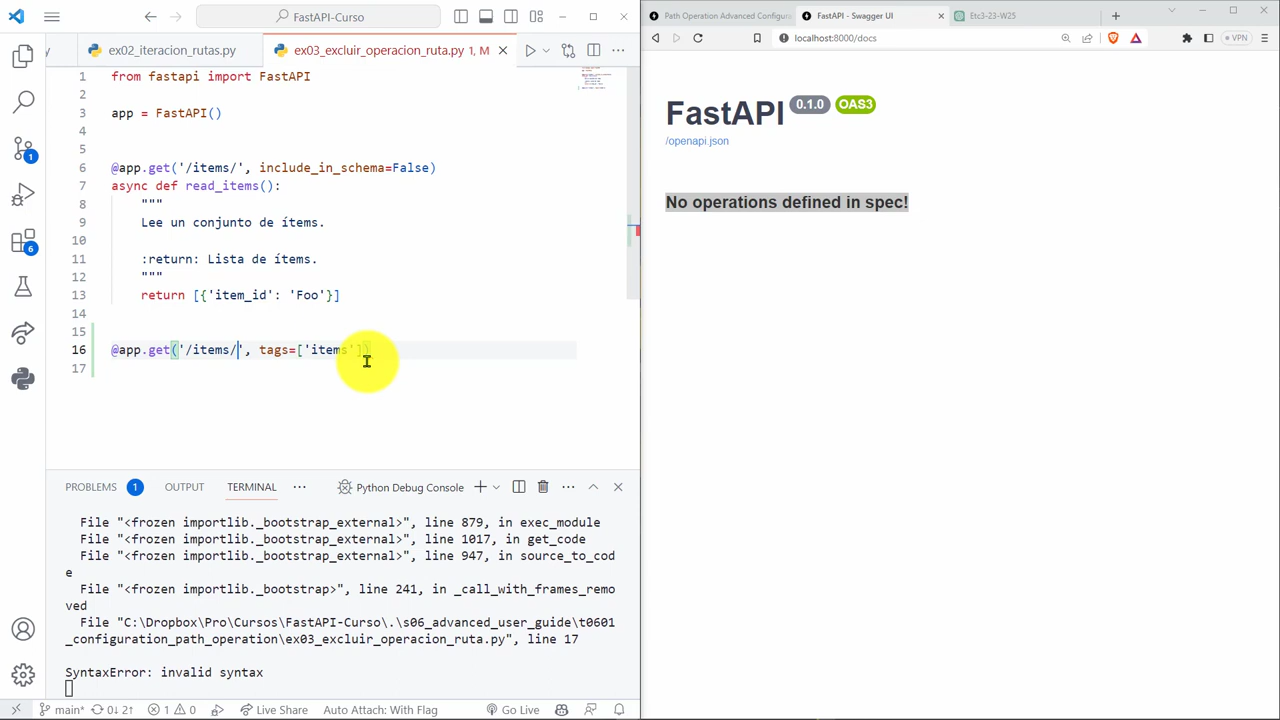 FastAPI-Curso
y
ex02_iteracion_rutas.py
ex03_excluir_operacion_ruta.py 1, M
1 from fastapi import FastAPI
2
3 app = FastAPI()
4
5
6 @app.get('/items/', include_in_schema=False)
7 async def read_items():
8 """
9 Lee un conjunto de ítems.
10
11 :return: Lista de ítems.
12 """
13 return [{'item_id': 'Foo'}]
14
15
16 @app.get('/items/', tags=['items'])
17
1
6
PROBLEMS 1 OUTPUT TERMINAL Python Debug Console
File "<frozen importlib._bootstrap_external>", line 879, in exec_module
File "<frozen importlib._bootstrap_external>", line 1017, in get_code
File "<frozen importlib._bootstrap_external>", line 947, in source_to_cod
e
File "<frozen importlib._bootstrap>", line 241, in _call_with_frames_remo
ved
File "C:\Dropbox\Pro\Cursos\FastAPI-Curso\.\s06_advanced_user_guide\t0601
_configuration_path_operation\ex03_excluir_operacion_ruta.py", line 17
SyntaxError: invalid syntax
main* 0↓ 2↑ 1 0 Live Share Auto Attach: With Flag Go Live
Path Operation Advanced Configur
FastAPI - Swagger UI
Etc3-23-W25
localhost:8000/docs
VPN
FastAPI 0.1.0 OAS3
/openapi.json
No operations defined in spec!